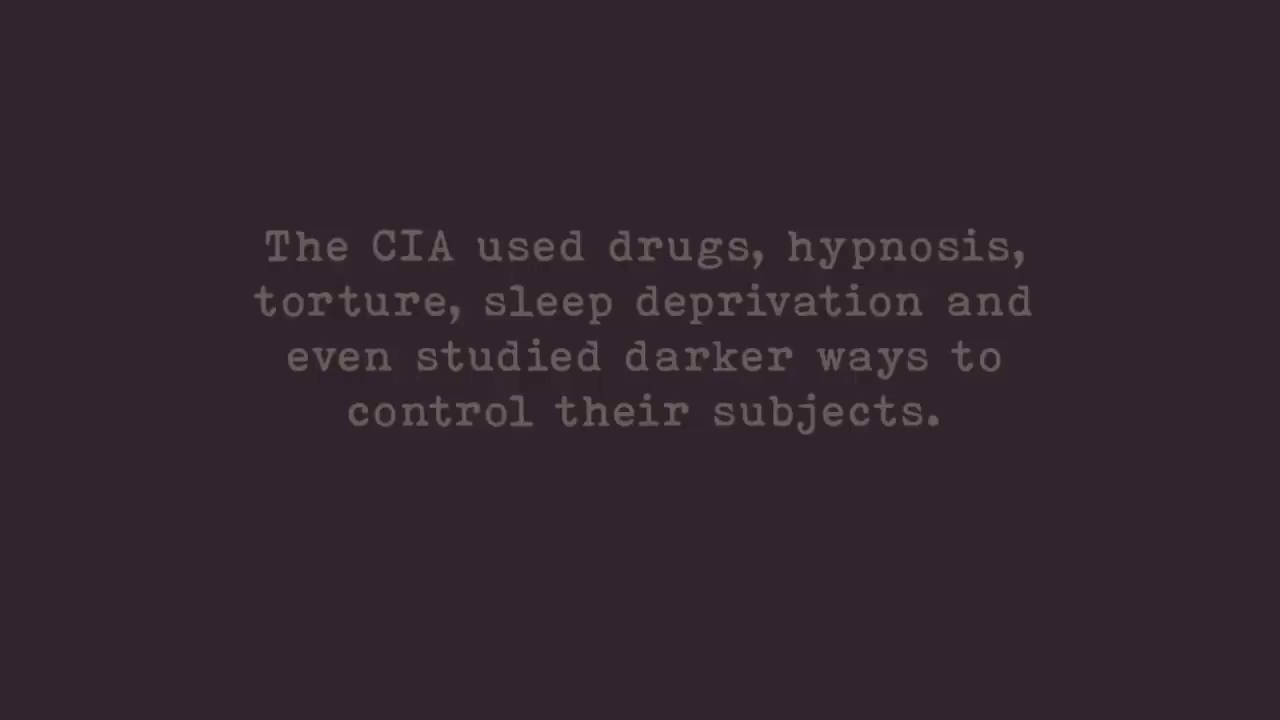 The CIA used drugs, hypnosis,
torture, sleep deprivation and
even studied darker ways to
control their subjects.